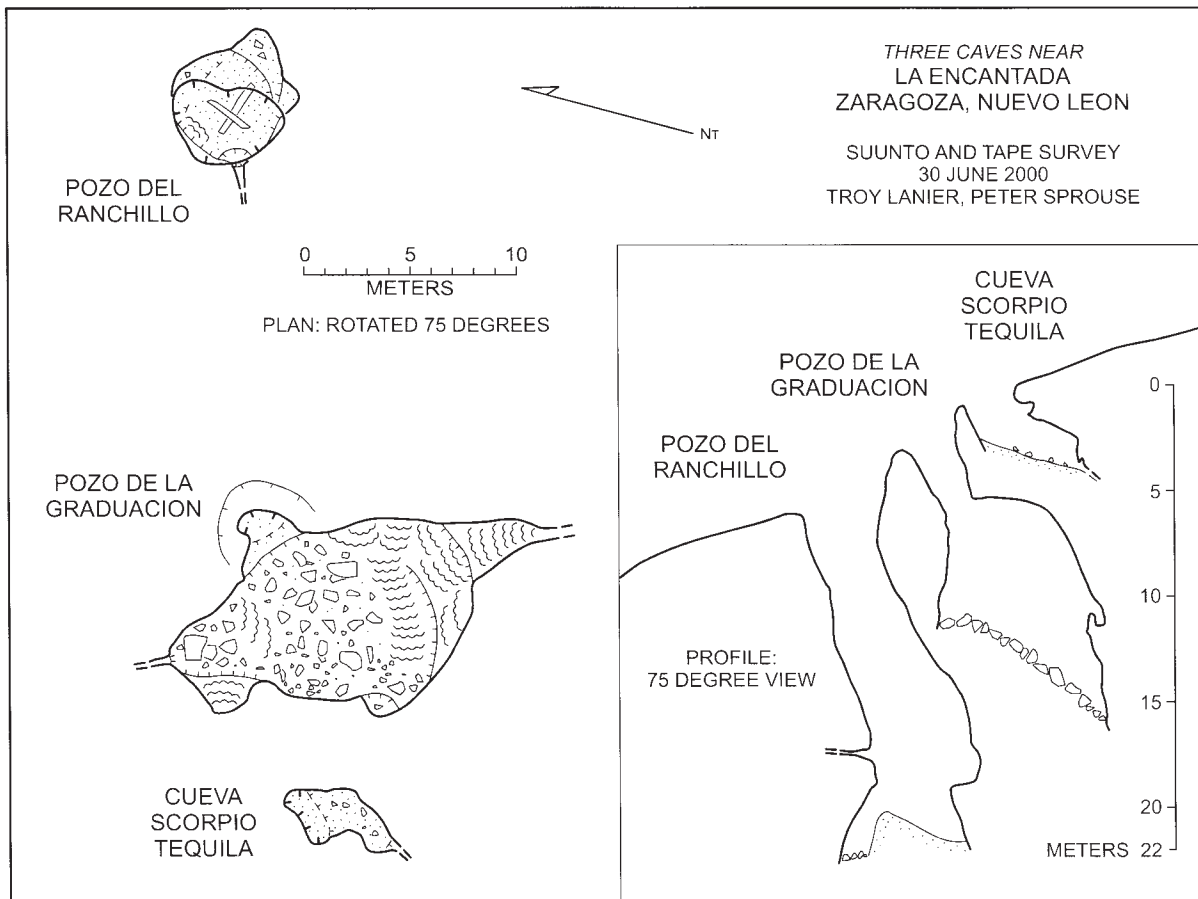 THREE CAVES NEAR
LA ENCANTADA
ZARAGOZA, NUEVO LEON
SUUNTO AND TAPE SURVEY
30 JUNE 2000
TROY LANIER, PETER SPROUSE
NT
POZO DEL
RANCHILLO
0 5 10
METERS
PLAN: ROTATED 75 DEGREES
POZO DE LA
GRADUACION
CUEVA
SCORPIO
TEQUILA
CUEVA
SCORPIO
TEQUILA
POZO DE LA
GRADUACION
POZO DEL
RANCHILLO
PROFILE:
75 DEGREE VIEW
0
5
10
15
20
METERS 22